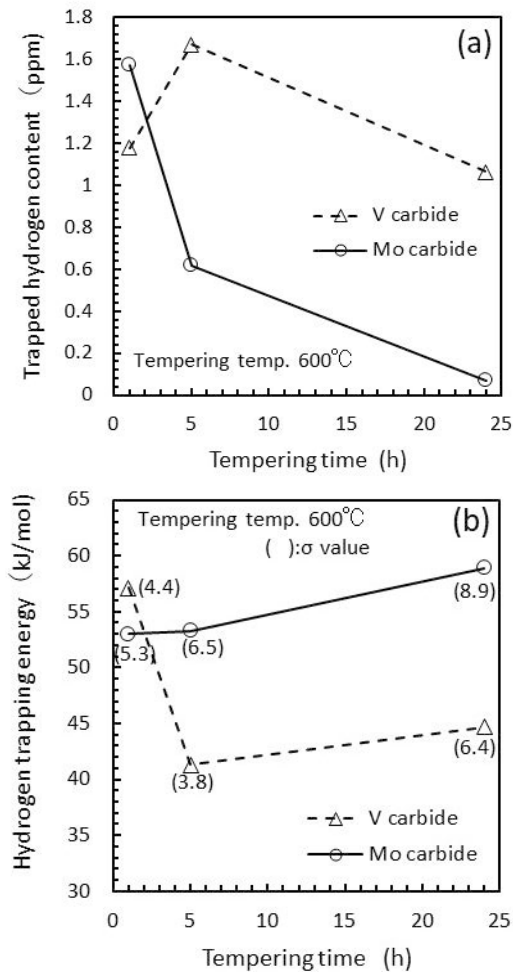 (a)
Trapped hydrogen content (ppm)
1.8
1.6
1.4
1.2
1
0.8
0.6
0.4
0.2
0
V carbide
Mo carbide
Tempering temp. 600℃
0 5 10 15 20 25
Tempering time (h)
(b)
Hydrogen trapping energy (kJ/mol)
65
60
55
50
45
40
35
30
Tempering temp. 600℃
( ):σ value
(4.4)
(5.3) (6.5)
(8.9)
(3.8)
(6.4)
V carbide
Mo carbide
0 5 10 15 20 25
Tempering time (h)